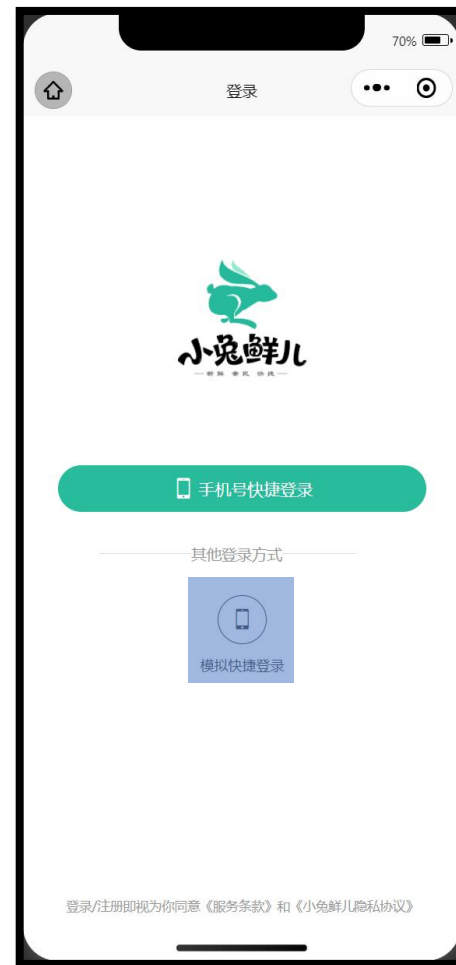 70%
登录
小兔鲜儿
新鲜 亲民 快捷
手机号快捷登录
其他登录方式
模拟快捷登录
登录/注册即视为你同意《服务条款》和《小兔鲜儿隐私协议》